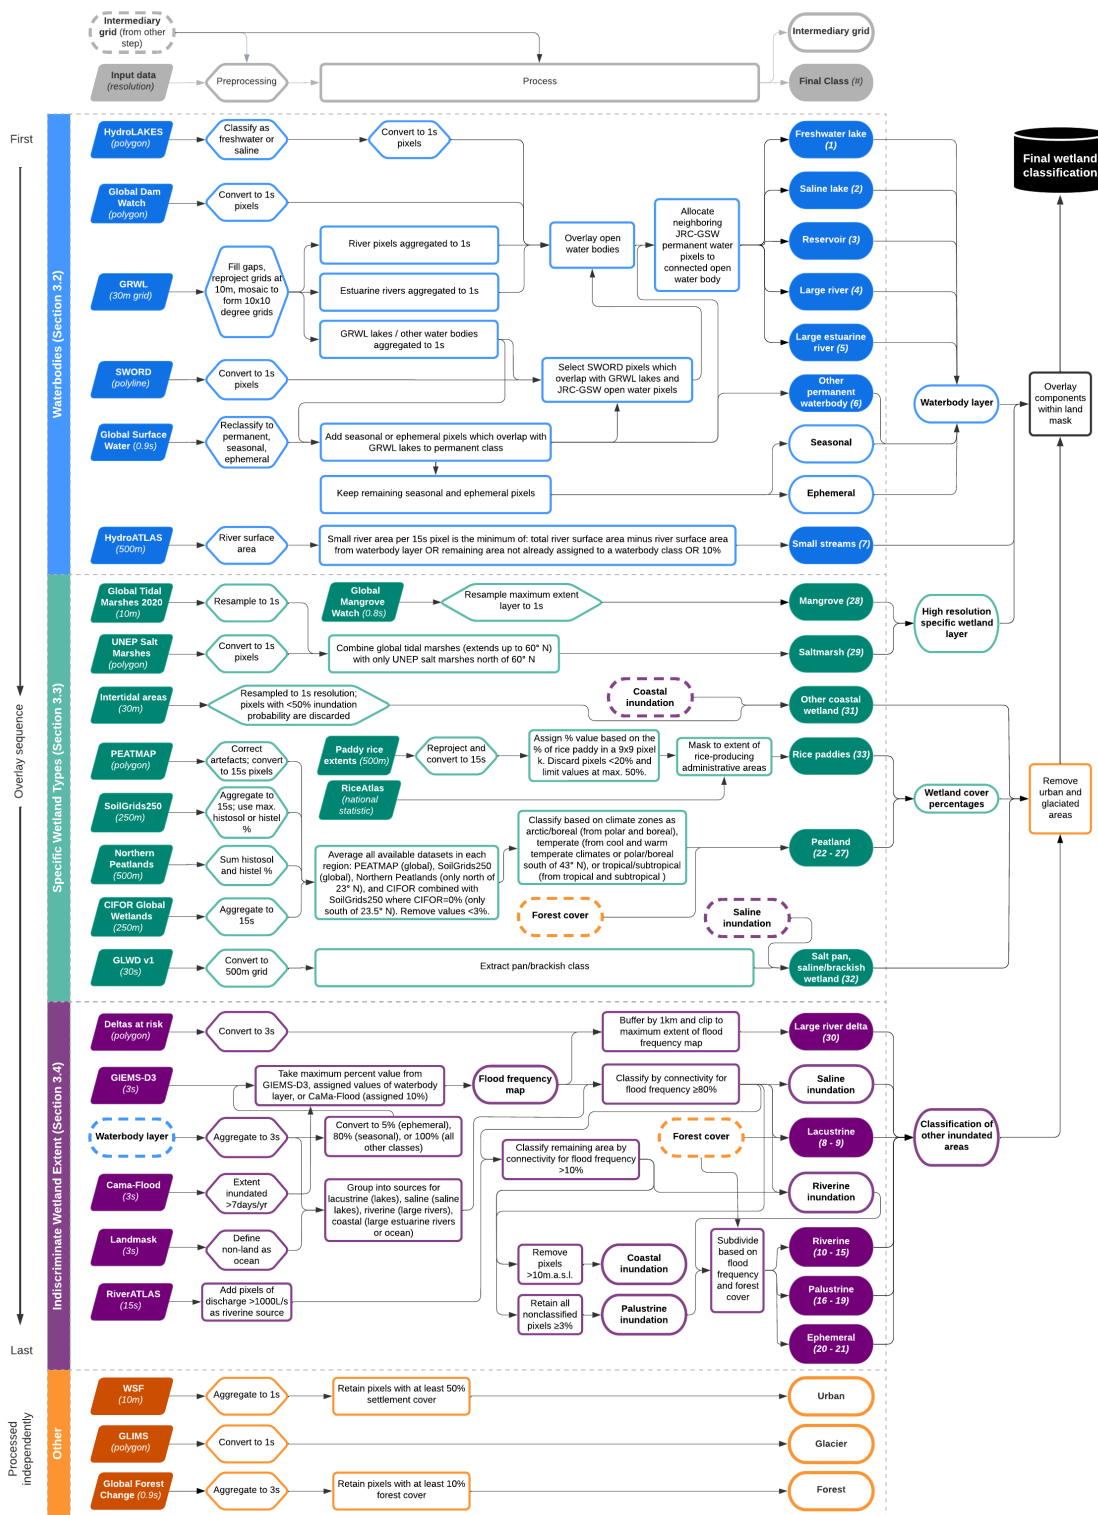 Intermediary
grid (from other
step)
Intermediary grid
Input data
(resolution)
Preprocessing
Process
Final Class (#)
First
Overlay sequence
Last
Processed
independently
Waterbodies (Section 3.2)
HydroLAKES
(polygon)
Classify as
freshwater or
saline
Convert to 1s
pixels
Freshwater lake
(1)
Final wetland
classification
Global Dam
Watch
(polygon)
Convert to 1s
pixels
Saline lake (2)
Allocate
neighboring
JRC-GSW
permanent water
pixels to
connected open
water body
River pixels aggregated to 1s
Overlay open
water bodies
Reservoir (3)
GRWL
(30m grid)
Fill gaps,
reproject grids at
10m, mosaic to
form 10x10
degree grids
Estuarine rivers aggregated to 1s
Large river (4)
GRWL lakes / other water bodies
aggregated to 1s
Large estuarine
river (5)
SWORD
(polyline)
Convert to 1s
pixels
Select SWORD pixels which
overlap with GRWL lakes and
JRC-GSW open water pixels
Other
permanent
waterbody (6)
Waterbody layer
Overlay
components
within land
mask
Global Surface
Water (0.9s)
Reclassify to
permanent,
seasonal,
ephemeral
Add seasonal or ephemeral pixels which overlap with
GRWL lakes to permanent class
Seasonal
Keep remaining seasonal and ephemeral pixels
Ephemeral
HydroATLAS
(500m)
River surface
area
Small river area per 15s pixel is the minimum of: total river surface area minus river surface area
from waterbody layer OR remaining area not already assigned to a waterbody class OR 10%
Small streams (7)
Specific Wetland Types (Section 3.3)
Global Tidal
Marshes 2020
(10m)
Resample to 1s
Global
Mangrove
Watch (0.8s)
Resample maximum extent
layer to 1s
Mangrove (28)
High resolution
specific wetland
layer
UNEP Salt
Marshes
(polygon)
Convert to 1s
pixels
Combine global tidal marshes (extends up to 60° N)
with only UNEP salt marshes north of 60° N
Saltmarsh (29)
Intertidal areas
(30m)
Resampled to 1s resolution;
pixels with <50% inundation
probability are discarded
Coastal
inundation
Other coastal
wetland (31)
PEATMAP
(polygon)
Correct
artefacts; convert
to 15s pixels
Paddy rice
extents (500m)
Reproject and
convert to 15s
Assign % value based on the
% of rice paddy in a 9x9 pixel
k. Discard pixels <20% and
limit values at max. 50%.
Mask to extent of
rice-producing
administrative areas
Rice paddies (33)
RiceAtlas
(national
statistic)
Wetland cover
percentages
Remove
urban and
glaciated
areas
SoilGrids250
(250m)
Aggregate to
15s; use max.
histosol or histel
%
Classify based on climate zones as
arctic/boreal (from polar and boreal),
temperate (from cool and warm
temperate climates or polar/boreal
south of 43° N), or tropical/subtropical
(from tropical and subtropical )
Peatland
(22 - 27)
Northern
Peatlands
(500m)
Sum histosol
and histel %
Average all available datasets in each
region: PEATMAP (global), SoilGrids250
(global), Northern Peatlands (only north of
23° N), and CIFOR combined with
SoilGrids250 where CIFOR=0% (only
south of 23.5° N). Remove values <3%.
Forest cover
Saline
inundation
CIFOR Global
Wetlands
(250m)
Aggregate to
15s
GLWD v1
(30s)
Convert to
500m grid
Extract pan/brackish class
Salt pan,
saline/brackish
wetland (32)
Indiscriminate Wetland Extent (Section 3.4)
Deltas at risk
(polygon)
Convert to 3s
Buffer by 1km and clip to
maximum extent of flood
frequency map
Large river delta
(30)
GIEMS-D3
(3s)
Take maximum percent value from
GIEMS-D3, assigned values of waterbody
layer, or CaMa-Flood (assigned 10%)
Flood frequency
map
Classify by connectivity for
flood frequency ≥80%
Saline
inundation
Waterbody layer
Aggregate to 3s
Convert to 5% (ephemeral),
80% (seasonal), or 100% (all
other classes)
Forest cover
Lacustrine
(8 - 9)
Classification of
other inundated
areas
Classify remaining area by
connectivity for flood frequency
>10%
Cama-Flood
(3s)
Extent
inundated
>7days/yr
Group into sources for
lacustrine (lakes), saline (saline
lakes), riverine (large rivers),
coastal (large estuarine rivers
or ocean)
Riverine
inundation
Landmask
(3s)
Define
non-land as
ocean
Remove
pixels
>10m.a.s.l.
Coastal
inundation
Subdivide
based on
flood
frequency
and forest
cover
Riverine
(10 - 15)
RiverATLAS
(15s)
Add pixels of
discharge >1000L/s
as riverine source
Retain all
nonclassified
pixels ≥3%
Palustrine
inundation
Palustrine
(16 - 19)
Ephemeral
(20 - 21)
Other
WSF
(10m)
Aggregate to 1s
Retain pixels with at least 50%
settlement cover
Urban
GLIMS
(polygon)
Convert to 1s
Glacier
Global Forest
Change (0.9s)
Aggregate to 3s
Retain pixels with at least 10%
forest cover
Forest